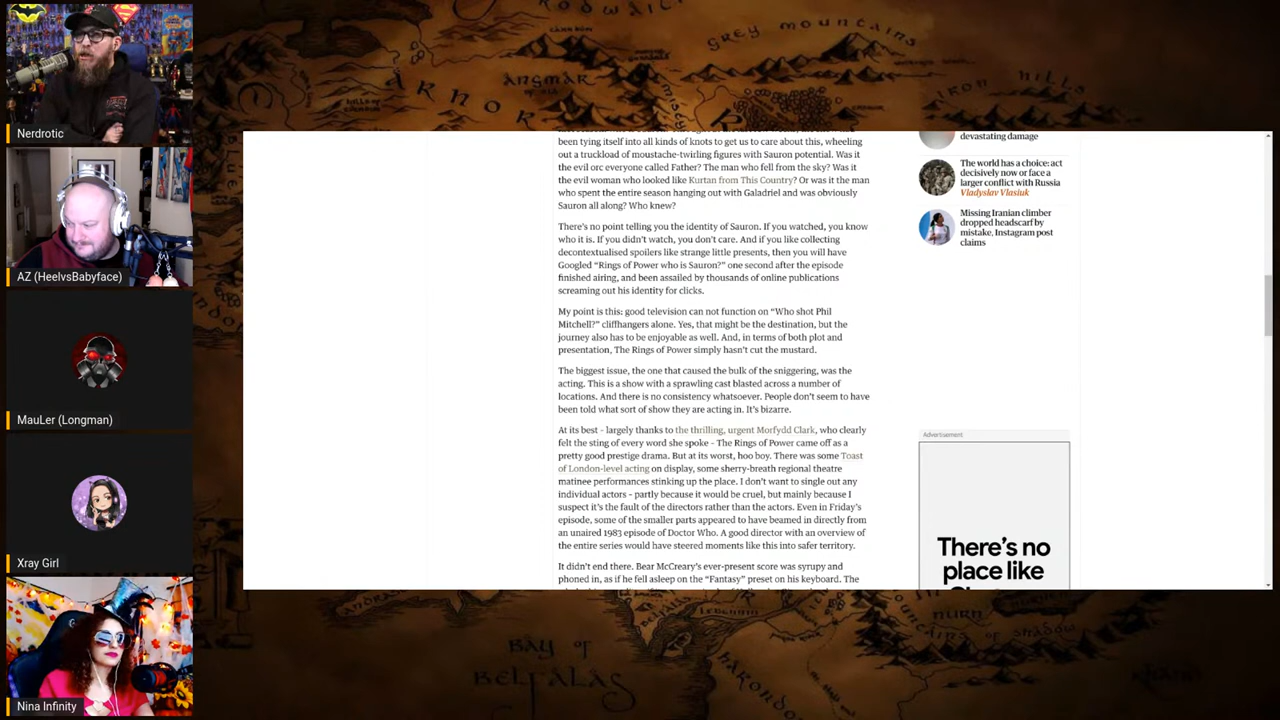 Nerdrotic
AZ (HeelvsBabyface)
MauLer (Longman)
Xray Girl
Nina Infinity
GREY MOUNTAINS
ANGMAR
ARNOR
IRON HILLS
been tying itself into all kinds of knots to get us to care about this, wheeling
out a truckload of moustache-twirling figures with Sauron potential. Was it
the evil orc everyone called Father? The man who fell from the sky? Was it
the evil woman who looked like Kurtan from This Country? Or was it the man
who spent the entire season hanging out with Galadriel and was obviously
Sauron all along? Who knew?
There's no point telling you the identity of Sauron. If you watched, you know
who it is. If you didn't watch, you don't care. And if you like collecting
decontextualised spoilers like strange little presents, then you will have
Googled “Rings of Power who is Sauron?” one second after the episode
finished airing, and been assailed by thousands of online publications
screaming out his identity for clicks.
My point is this: good television can not function on “Who shot Phil
Mitchell?” cliffhangers alone. Yes, that might be the destination, but the
journey also has to be enjoyable as well. And, in terms of both plot and
presentation, The Rings of Power simply hasn't cut the mustard.
The biggest issue, the one that caused the bulk of the sniggering, was the
acting. This is a show with a sprawling cast blasted across a number of
locations. And there is no consistency whatsoever. People don't seem to have
been told what sort of show they are acting in. It's bizarre.
At its best – largely thanks to the thrilling, urgent Morfydd Clark, who clearly
felt the sting of every word she spoke – The Rings of Power came off as a
pretty good prestige drama. But at its worst, hoo boy. There was some Toast
of London-level acting on display, some sherry-breath regional theatre
matinee performances stinking up the place. I don't want to single out any
individual actors – partly because it would be cruel, but mainly because I
suspect it's the fault of the directors rather than the actors. Even in Friday's
episode, some of the smaller parts appeared to have beamed in directly from
an unaired 1983 episode of Doctor Who. A good director with an overview of
the entire series would have steered moments like this into safer territory.
It didn't end there. Bear McCreary's ever-present score was syrupy and
phoned in, as if he fell asleep on the “Fantasy” preset on his keyboard. The
devastating damage
The world has a choice: act
decisively now or face a
larger conflict with Russia
Vladyslav Vlasiuk
Missing Iranian climber
dropped headscarf by
mistake, Instagram post
claims
Advertisement
There's no
place like
BAY OF
BELFALAS